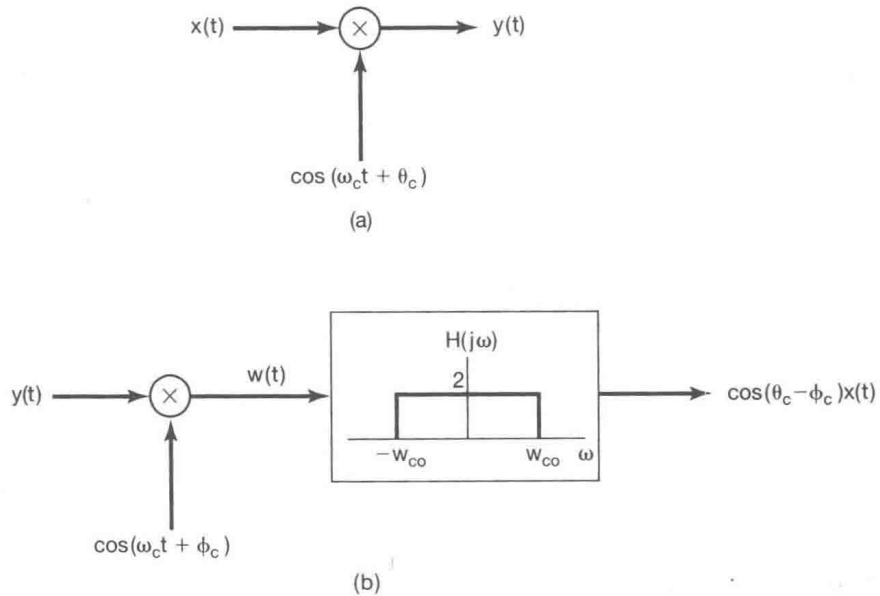 x(t) × y(t)
cos (ω_c t + θ_c)
(a)
H(jω)
w(t)
2
y(t) × cos(θ_c–ϕ_c)x(t)
–w_co w_co ω
cos(ω_c t + ϕ_c)
(b)